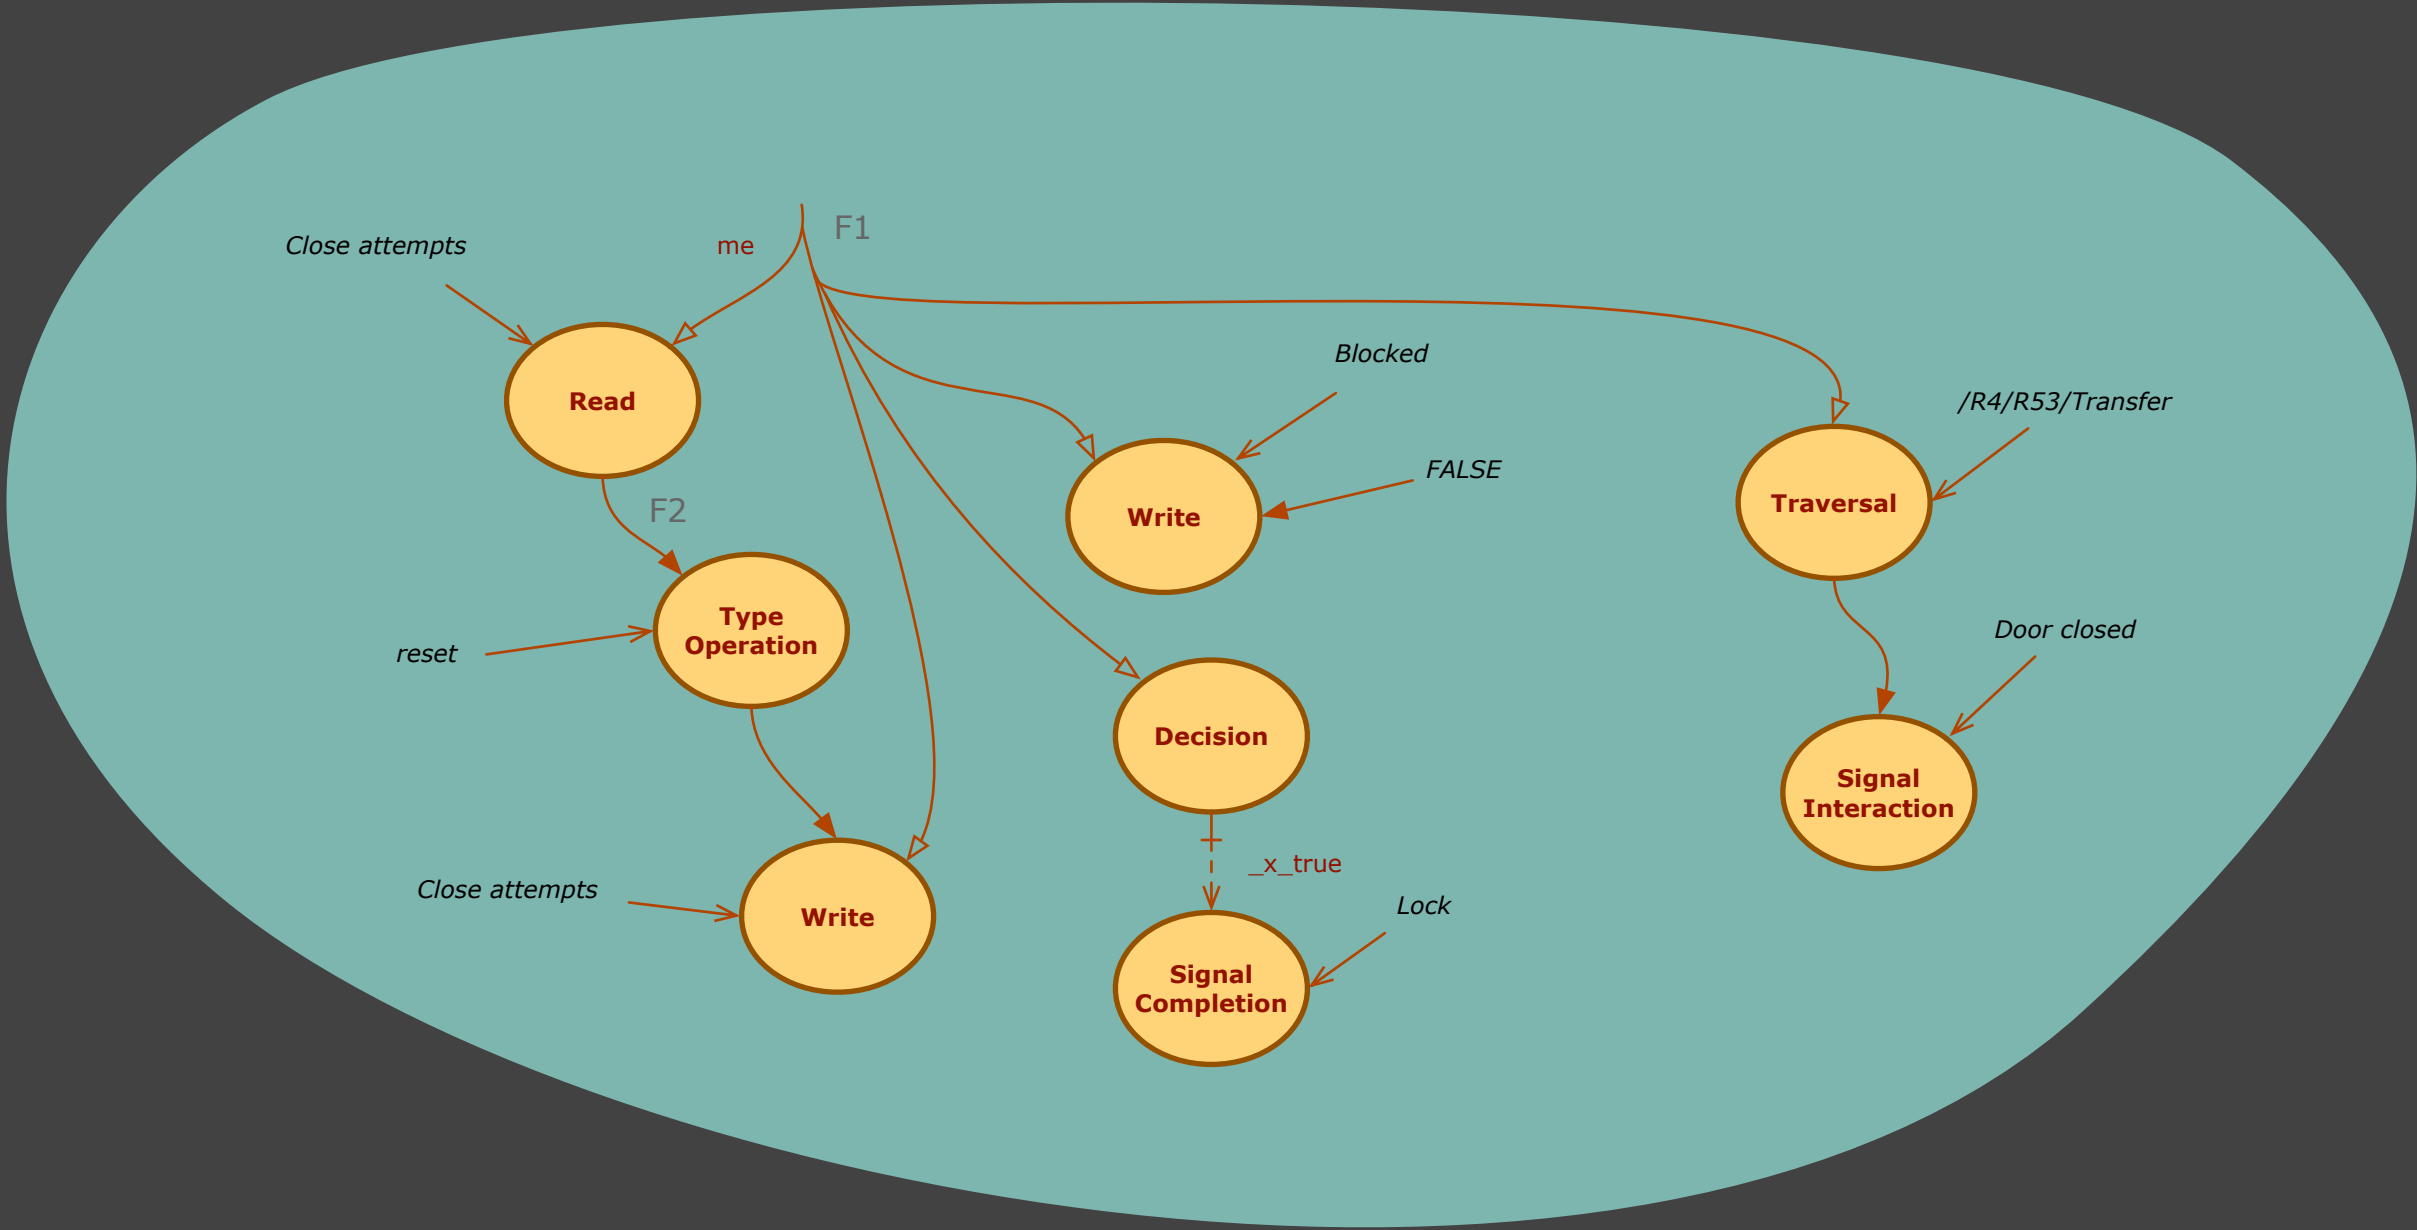 F1
Close attempts
me
Blocked
Read
/R4/R53/Transfer
FALSE
Traversal
F2
Write
Type
Operation
reset
Door closed
Decision
Signal
Interaction
_x_true
Close attempts
Write
Lock
Signal
Completion